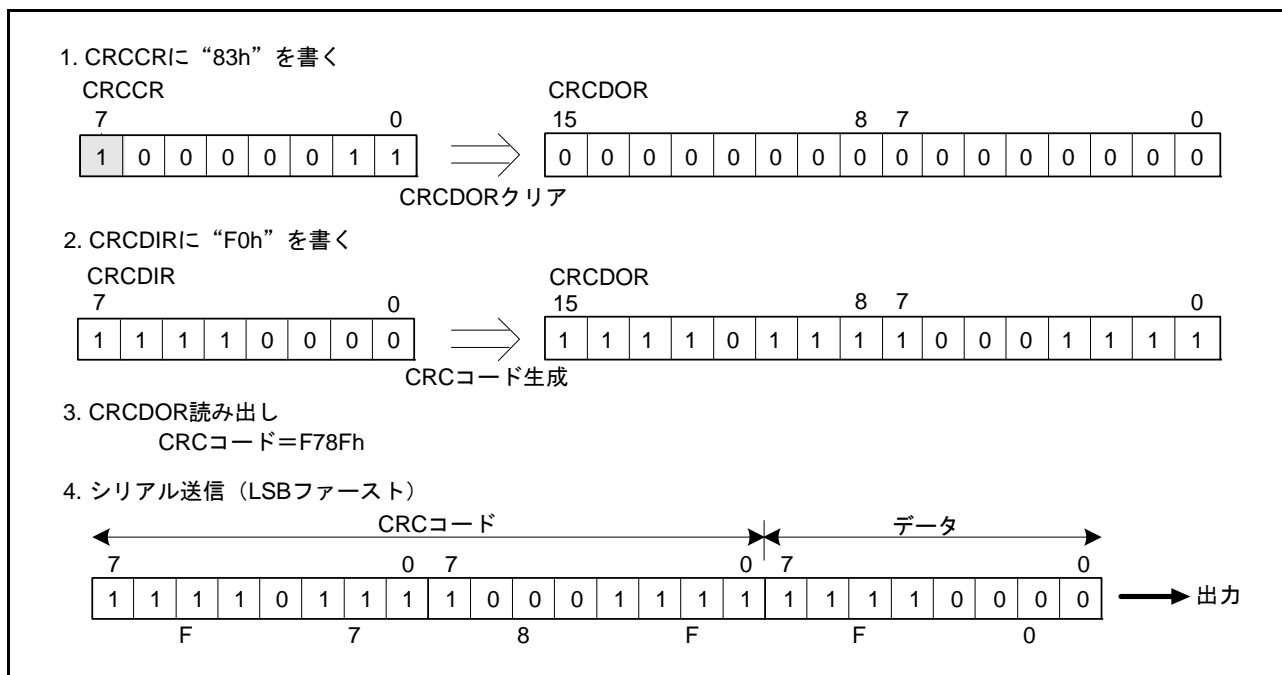 1. CRCCRに“83h”を書く
CRCCR CRCDOR
7 0 15 8 7 0
1 0 0 0 0 0 1 1 0 0 0 0 0 0 0 0 0 0 0 0 0 0 0 0
CRCDORクリア
2. CRCDIRに“F0h”を書く
CRCDIR CRCDOR
7 0 15 8 7 0
1 1 1 1 0 0 0 0 1 1 1 1 0 1 1 1 1 0 0 0 1 1 1 1
CRCコード生成
3. CRCDOR読み出し
CRCコード＝F78Fh
4. シリアル送信（LSBファースト）
CRCコード データ
7 0 7 0 7 0
1 1 1 1 0 1 1 1 1 0 0 0 1 1 1 1 1 1 1 1 0 0 0 0 出力
F 7 8 F F 0